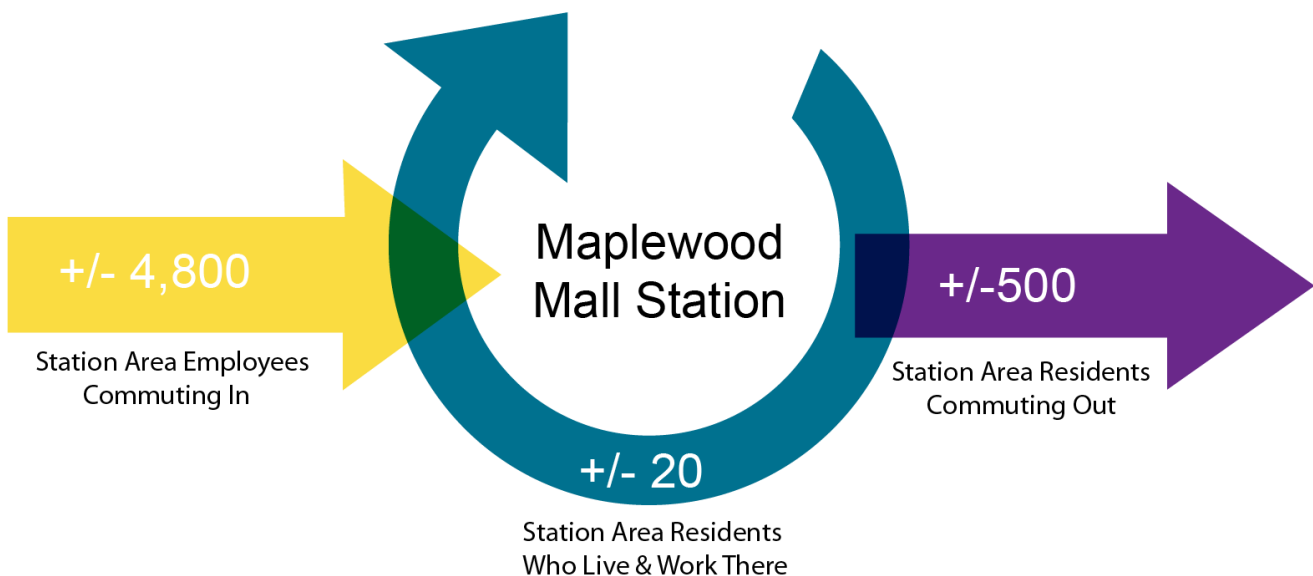 +/- 4,800
Station Area Employees
Commuting In
Maplewood
Mall Station
+/- 20
Station Area Residents
Who Live & Work There
+/-500
Station Area Residents
Commuting Out